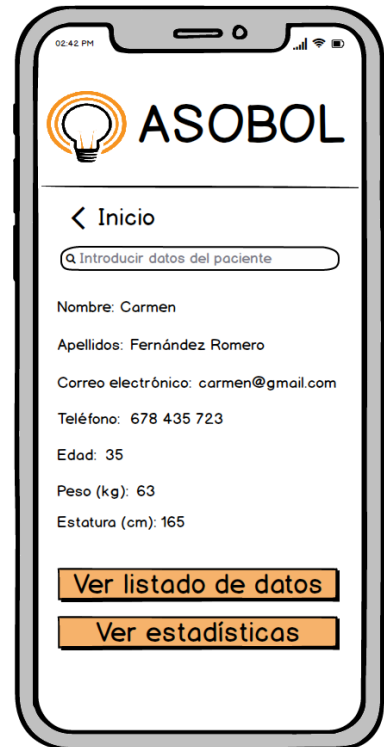 02:42 PM
ASOBOL
Inicio
Introducir datos del paciente
Nombre: Carmen
Apellidos: Fernández Romero
Correo electrónico: carmen@gmail.com
Teléfono: 678 435 723
Edad: 35
Peso (kg): 63
Estatura (cm): 165
Ver listado de datos
Ver estadísticas